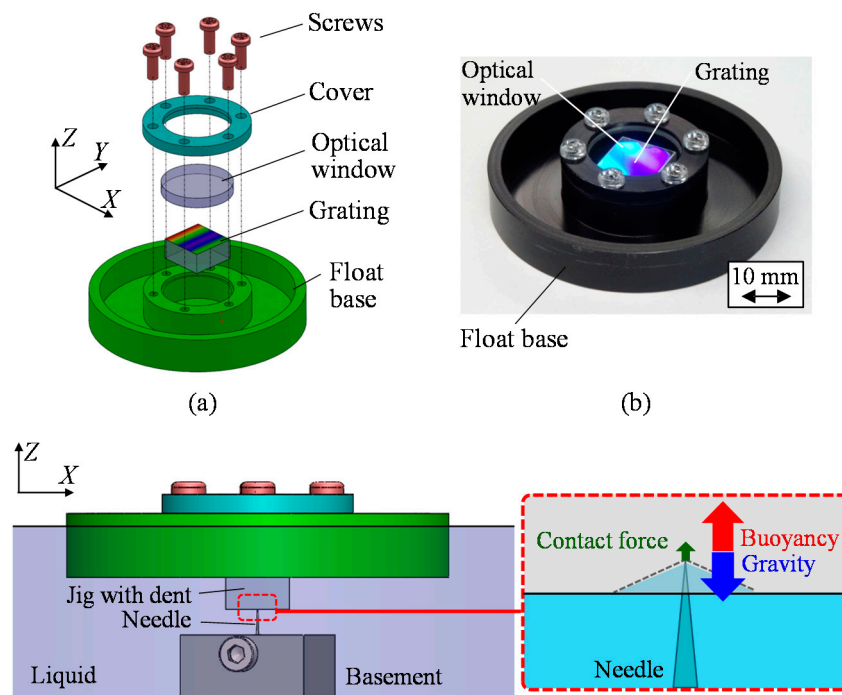 Screws
Cover
Optical
window
Grating
Float
base
Z
Y
X
(a)
Optical
window
Grating
10 mm
Float base
(b)
Z
X
Jig with dent
Needle
Liquid
Basement
Contact force
Buoyancy
Gravity
Needle